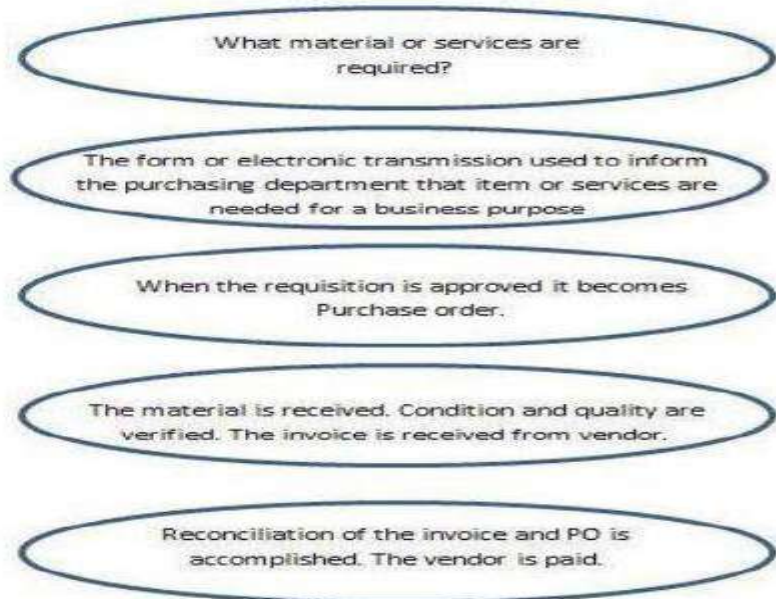 What material or services are
required?
The form or electronic transmission used to inform
the purchasing department that item or services are
needed for a business purpose
When the requisition is approved it becomes
Purchase order.
The material is received. Condition and quality are
verified. The invoice is received from vendor.
Reconciliation of the invoice and PO is
accomplished. The vendor is paid.